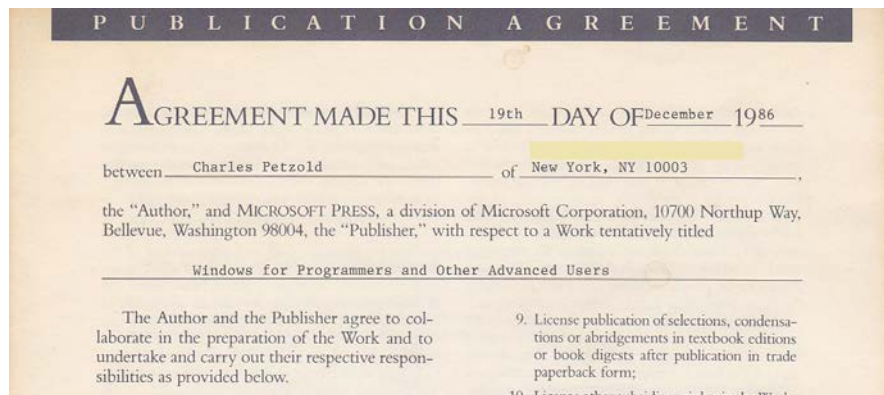 PUBLICATION AGREEMENT
AGREEMENT MADE THIS 19th DAY OF December 1986
between Charles Petzold of New York, NY 10003,
the “Author,” and MICROSOFT PRESS, a division of Microsoft Corporation, 10700 Northup Way,
Bellevue, Washington 98004, the “Publisher,” with respect to a Work tentatively titled
Windows for Programmers and Other Advanced Users
The Author and the Publisher agree to col-
laborate in the preparation of the Work and to
undertake and carry out their respective respon-
sibilities as provided below.
9. License publication of selections, condensa-
tions or abridgements in textbook editions
or book digests after publication in trade
paperback form;